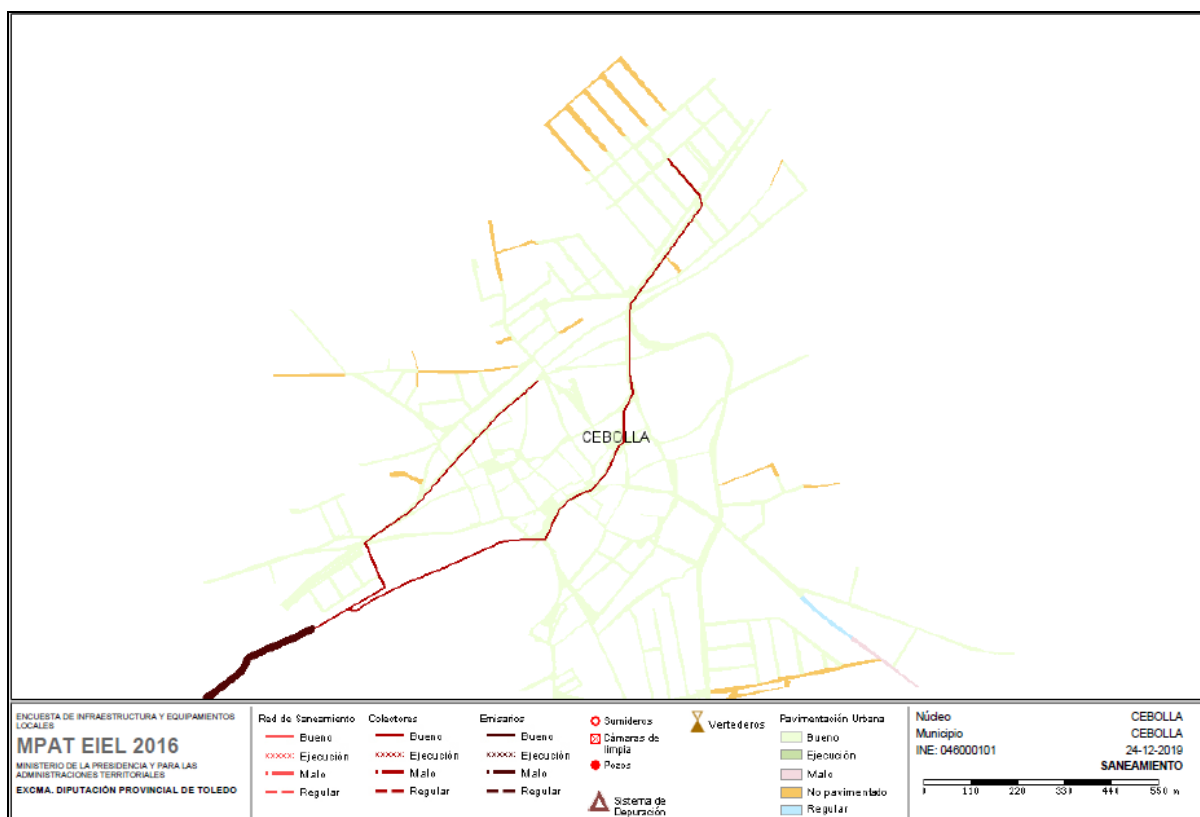 CEBOLLA
ENCUESTA DE INFRAESTRUCTURA Y EQUIPAMIENTOS
LOCALES
MPAT EIEL 2016
MINISTERIO DE LA PRESIDENCIA Y PARA LAS
ADMINISTRACIONES TERRITORIALES
EXCMA. DIPUTACIÓN PROVINCIAL DE TOLEDO
Red de Saneamiento
Bueno
Ejecución
Malo
Regular
Colectores
Bueno
Ejecución
Malo
Regular
Emisarios
Bueno
Ejecución
Malo
Regular
Sumideros
Cámaras de
limpia
Pozos
Sistema de
Depuración
Vertederos
Pavimentación Urbana
Bueno
Ejecución
Malo
No pavimentado
Regular
Núcleo CEBOLLA
Municipio CEBOLLA
INE: 046000101 24-12-2019
SANEAMIENTO
0 110 220 330 440 550 m